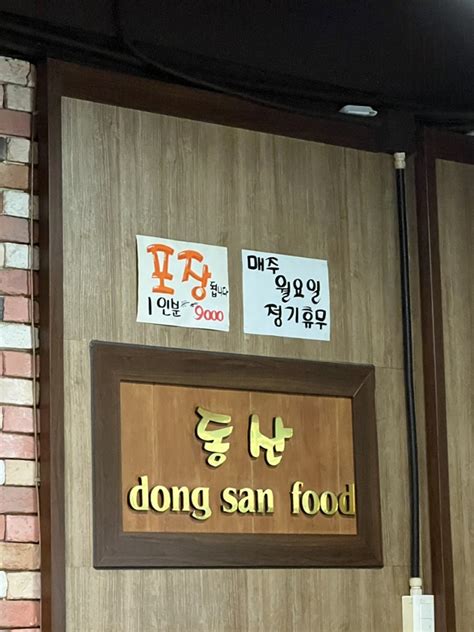 포장 됩니다
1인분 9000
매주
월요일
정기휴무
동산
dong san food